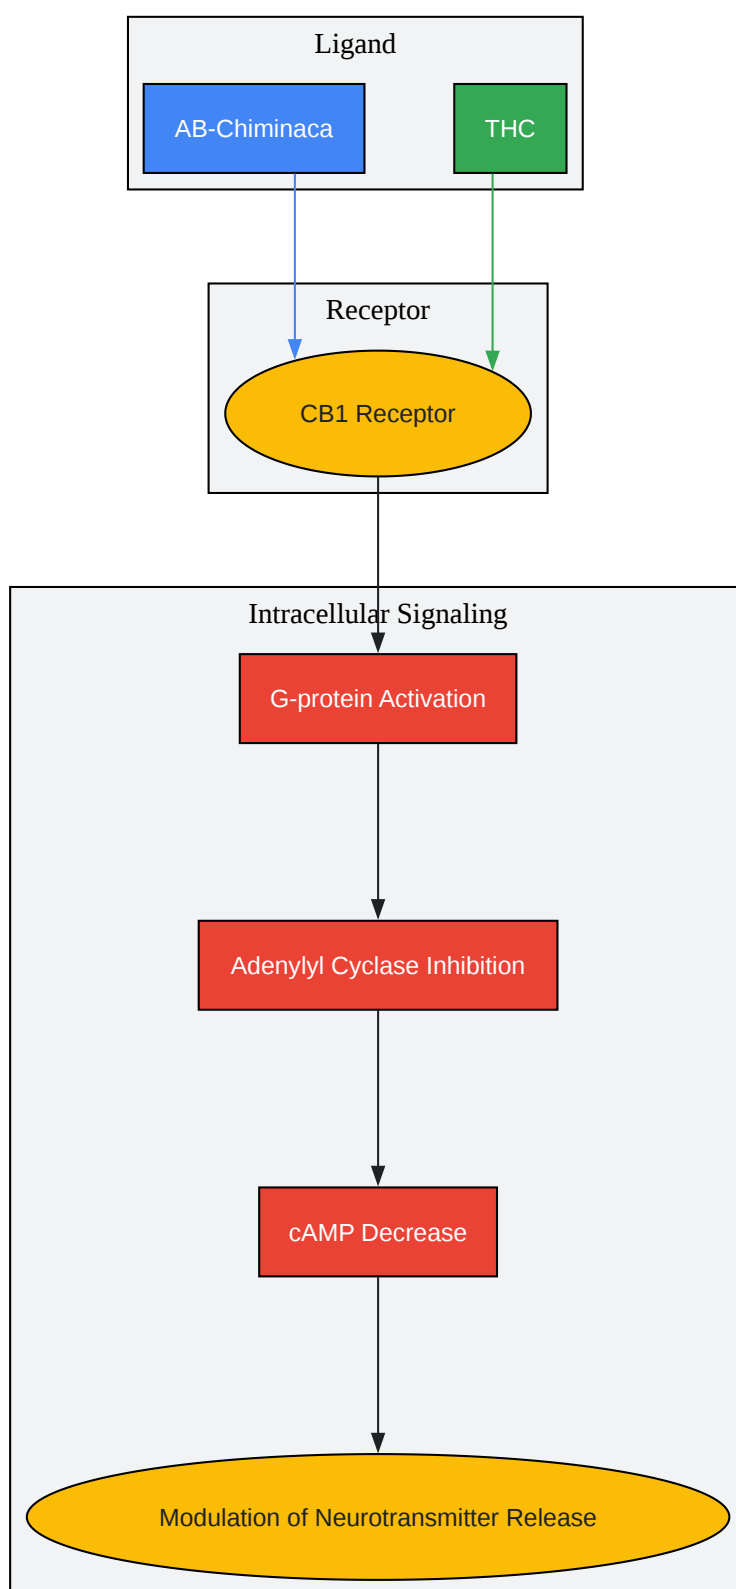 Ligand
AB-Chiminaca
THC
Receptor
CB1 Receptor
Intracellular Signaling
G-protein Activation
Adenylyl Cyclase Inhibition
cAMP Decrease
Modulation of Neurotransmitter Release